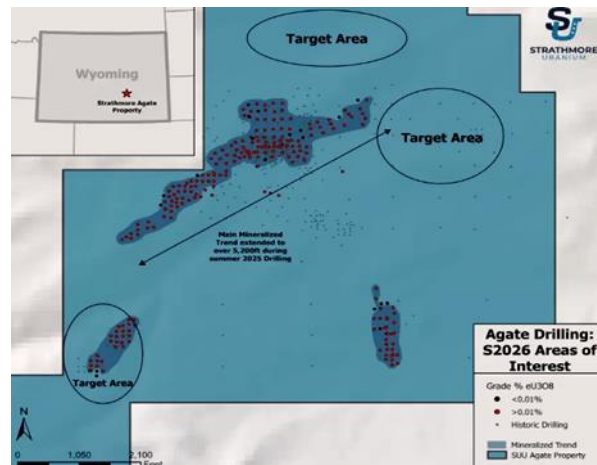 Wyoming
Strathmore Agate
Property
Target Area
SU
STRATHMORE
URANIUM
Target Area
Main Mineralized
Trend extended to
over 5,200ft during
summer 2025 Drilling
Target Area
Agate Drilling:
S2026 Areas of
Interest
Grade % eU3O8
<0.01%
>0.01%
Historic Drilling
Mineralized Trend
SUU Agate Property
N
0 1,050 2,100
Feet